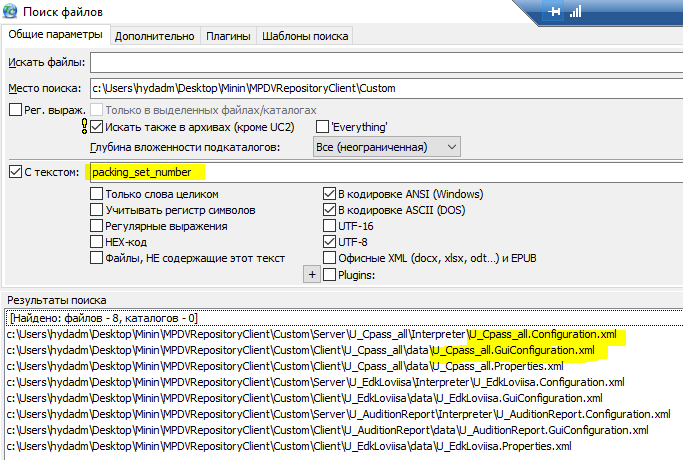 Поиск файлов
Общие параметры Дополнительно Плагины Шаблоны поиска
Искать файлы:
Место поиска: c:\Users\hydadm\Desktop\Minin\MPDVRepositoryClient\Custom
Рег. выраж. Только в выделенных файлах/каталогах
Искать также в архивах (кроме UC2) 'Everything'
Глубина вложенности подкаталогов: Все (неограниченная)
С текстом: packing_set_number
Только слова целиком В кодировке ANSI (Windows)
Учитывать регистр символов В кодировке ASCII (DOS)
Регулярные выражения UTF-16
HEX-код UTF-8
Файлы, НЕ содержащие этот текст Офисные XML (docx, xlsx, odt...) и EPUB
+ Plugins:
Результаты поиска
[Найдено: файлов - 8, каталогов - 0]
c:\Users\hydadm\Desktop\Minin\MPDVRepositoryClient\Custom\Server\U_Cpass_all\Interpreter\U_Cpass_all.Configuration.xml
c:\Users\hydadm\Desktop\Minin\MPDVRepositoryClient\Custom\Client\U_Cpass_all\data\U_Cpass_all.GuiConfiguration.xml
c:\Users\hydadm\Desktop\Minin\MPDVRepositoryClient\Custom\Client\U_Cpass_all\data\U_Cpass_all.Properties.xml
c:\Users\hydadm\Desktop\Minin\MPDVRepositoryClient\Custom\Server\U_EdkLoviisa\Interpreter\U_EdkLoviisa.Configuration.xml
c:\Users\hydadm\Desktop\Minin\MPDVRepositoryClient\Custom\Client\U_EdkLoviisa\data\U_EdkLoviisa.GuiConfiguration.xml
c:\Users\hydadm\Desktop\Minin\MPDVRepositoryClient\Custom\Server\U_AuditionReport\Interpreter\U_AuditionReport.Configuration.xml
c:\Users\hydadm\Desktop\Minin\MPDVRepositoryClient\Custom\Client\U_AuditionReport\data\U_AuditionReport.GuiConfiguration.xml
c:\Users\hydadm\Desktop\Minin\MPDVRepositoryClient\Custom\Client\U_EdkLoviisa\data\U_EdkLoviisa.Properties.xml